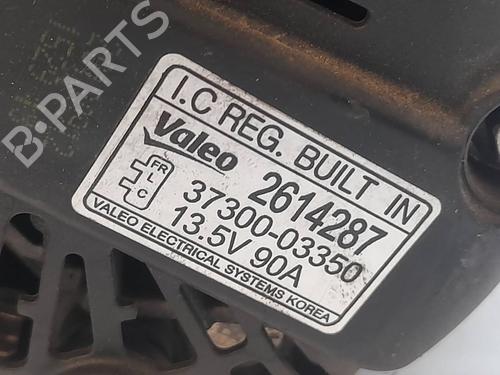 B-PARTS
I.C REG. BUILT IN
Valeo 2614287
FR
L
C
37300-03350
13.5V 90A
VALEO ELECTRICAL SYSTEMS KOREA